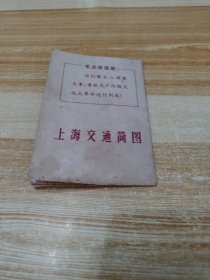 毛主席语录
你们要关心国家
大事，要把无产阶级文
化大革命进行到底！
上海交通简图